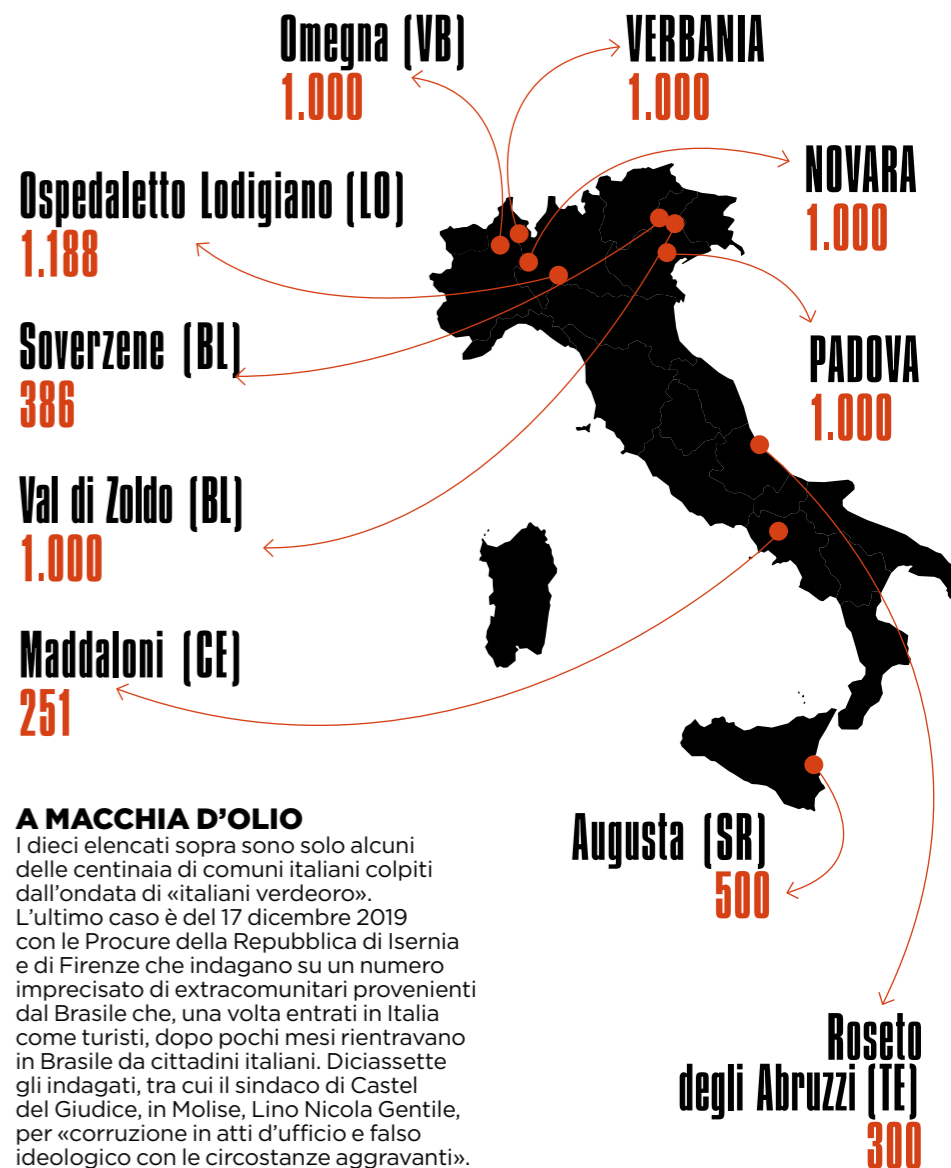 Omegna (VB)
1.000
VERBANIA
1.000
NOVARA
1.000
Ospedaletto Lodigiano (LO)
1.188
Soverzene (BL)
386
PADOVA
1.000
Val di Zoldo (BL)
1.000
Maddaloni (CE)
251
Augusta (SR)
500
Roseto
degli Abruzzi (TE)
300
A MACCHIA D'OLIO
I dieci elencati sopra sono solo alcuni
delle centinaia di comuni italiani colpiti
dall'ondata di «italiani verdeoro».
L'ultimo caso è del 17 dicembre 2019
con le Procure della Repubblica di Isernia
e di Firenze che indagano su un numero
imprecisato di extracomunitari provenienti
dal Brasile che, una volta entrati in Italia
come turisti, dopo pochi mesi rientravano
in Brasile da cittadini italiani. Diciassette
gli indagati, tra cui il sindaco di Castel
del Giudice, in Molise, Lino Nicola Gentile,
per «corruzione in atti d'ufficio e falso
ideologico con le circostanze aggravanti».